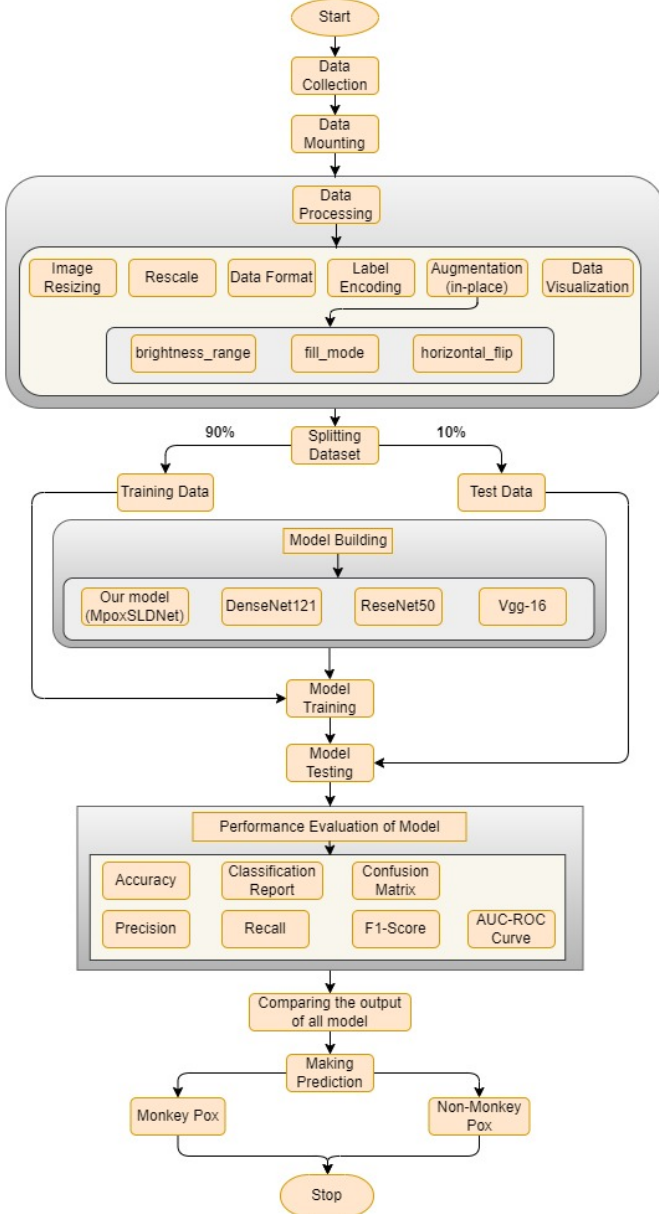 Start
Data
Collection
Data
Mounting
Data
Processing
Image
Resizing
Rescale
Data Format
Label
Encoding
Augmentation
(in-place)
Data
Visualization
brightness_range
fill_mode
horizontal_flip
90%
Splitting
Dataset
10%
Training Data
Test Data
Model Building
Our model
(MpoxSLDNet)
DenseNet121
ReseNet50
Vgg-16
Model
Training
Model
Testing
Performance Evaluation of Model
Accuracy
Classification
Report
Confusion
Matrix
Precision
Recall
F1-Score
AUC-ROC
Curve
Comparing the output
of all model
Making
Prediction
Monkey Pox
Non-Monkey
Pox
Stop